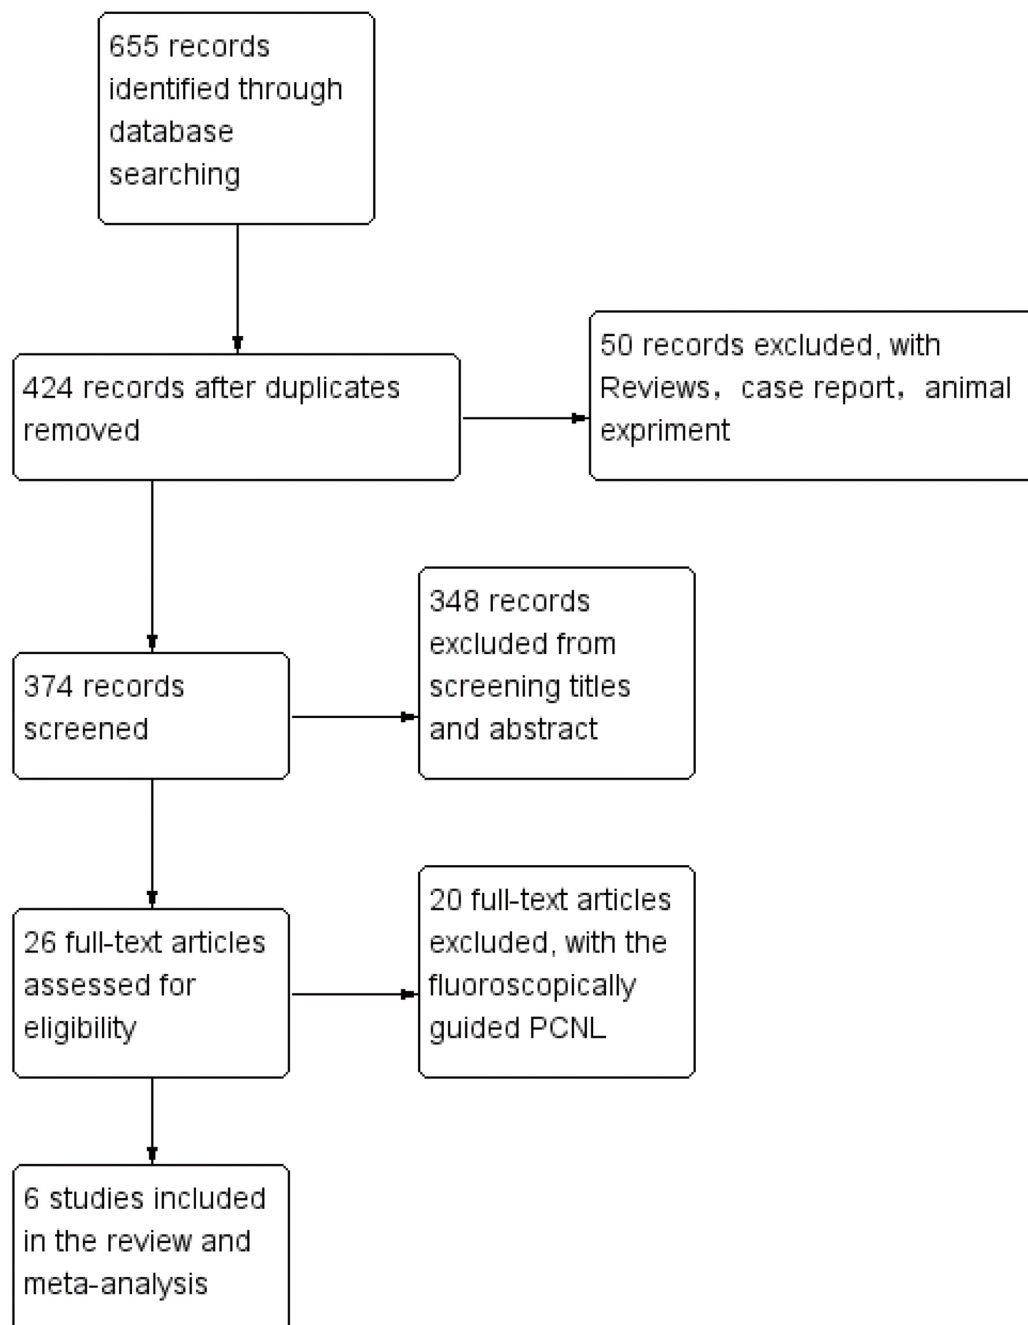 655 records
identified through
database
searching
424 records after duplicates
removed
50 records excluded, with
Reviews，case report，animal
expriment
374 records
screened
348 records
excluded from
screening titles
and abstract
26 full-text articles
assessed for
eligibility
20 full-text articles
excluded, with the
fluoroscopically
guided PCNL
6 studies included
in the review and
meta-analysis